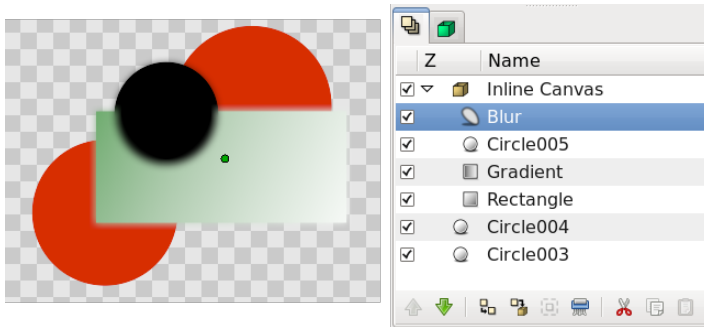 Z Name
Inline Canvas
Blur
Circle005
Gradient
Rectangle
Circle004
Circle003